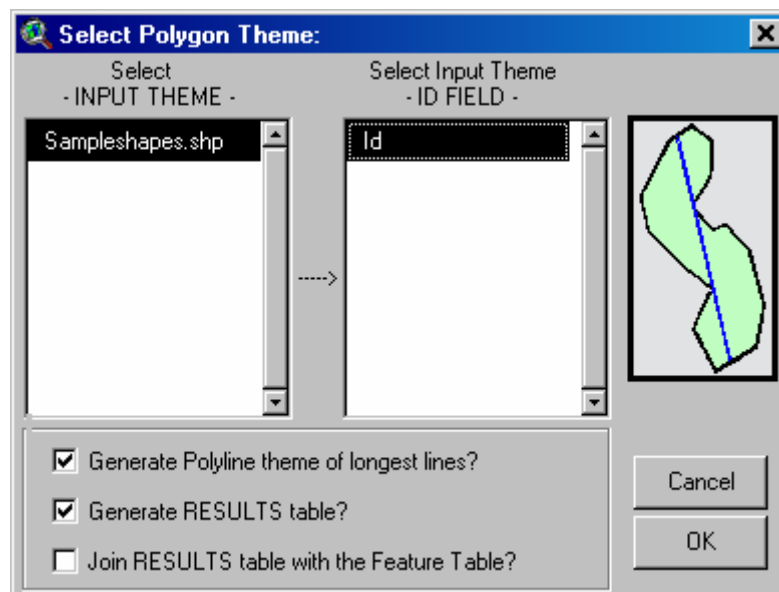 Select Polygon Theme:
Select
- INPUT THEME -
Select Input Theme
- ID FIELD -
Sampleshapes.shp
Id
----->
Generate Polyline theme of longest lines?
Generate RESULTS table?
Join RESULTS table with the Feature Table?
Cancel
OK